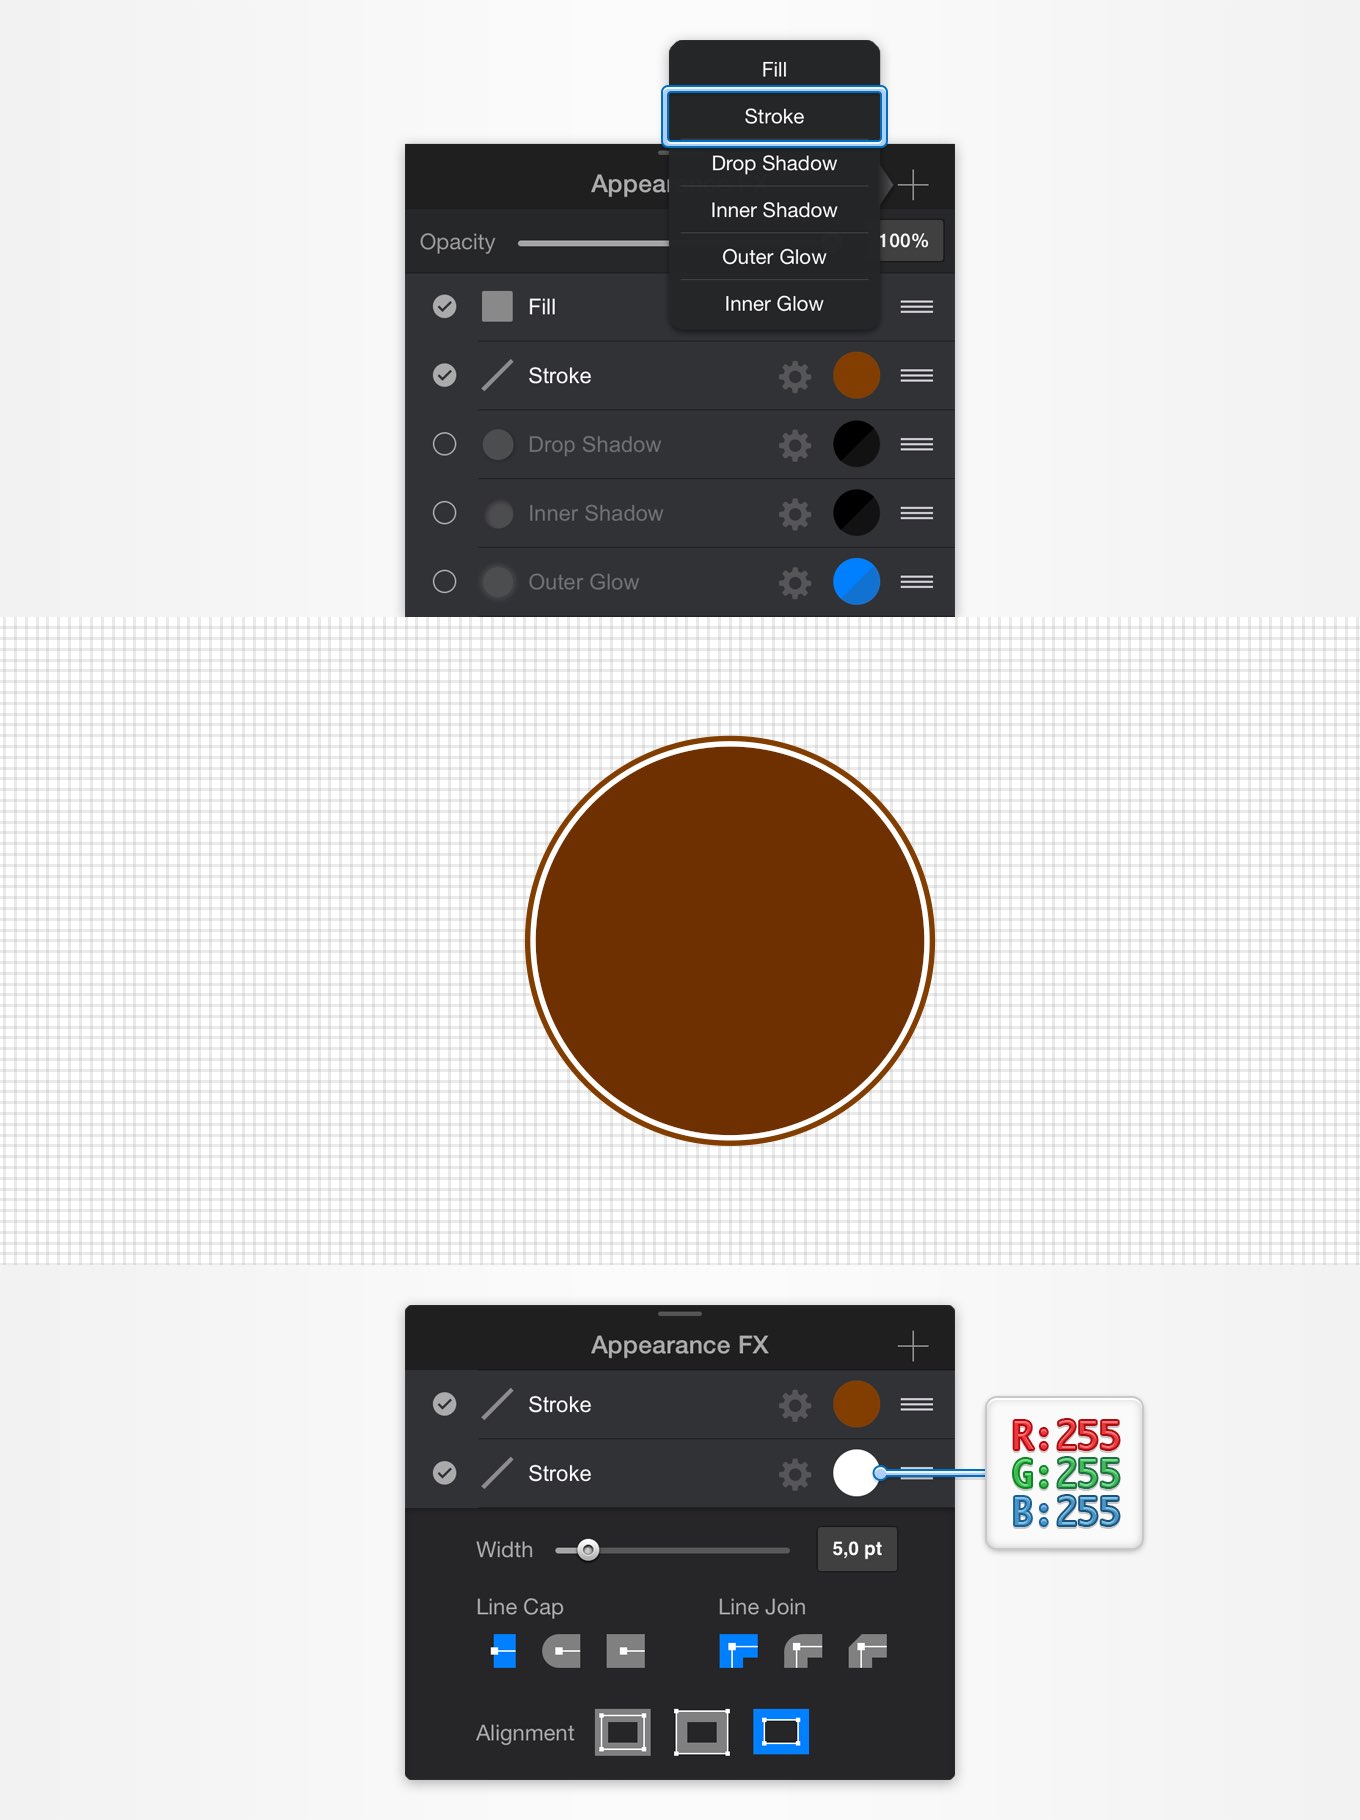 Fill
Stroke
Drop Shadow
Inner Shadow
Outer Glow
Inner Glow
Appear
Opacity
100%
Fill
Stroke
Drop Shadow
Inner Shadow
Outer Glow
Appearance FX
Stroke
Stroke
R:255
G:255
B:255
Width
5,0 pt
Line Cap
Line Join
Alignment